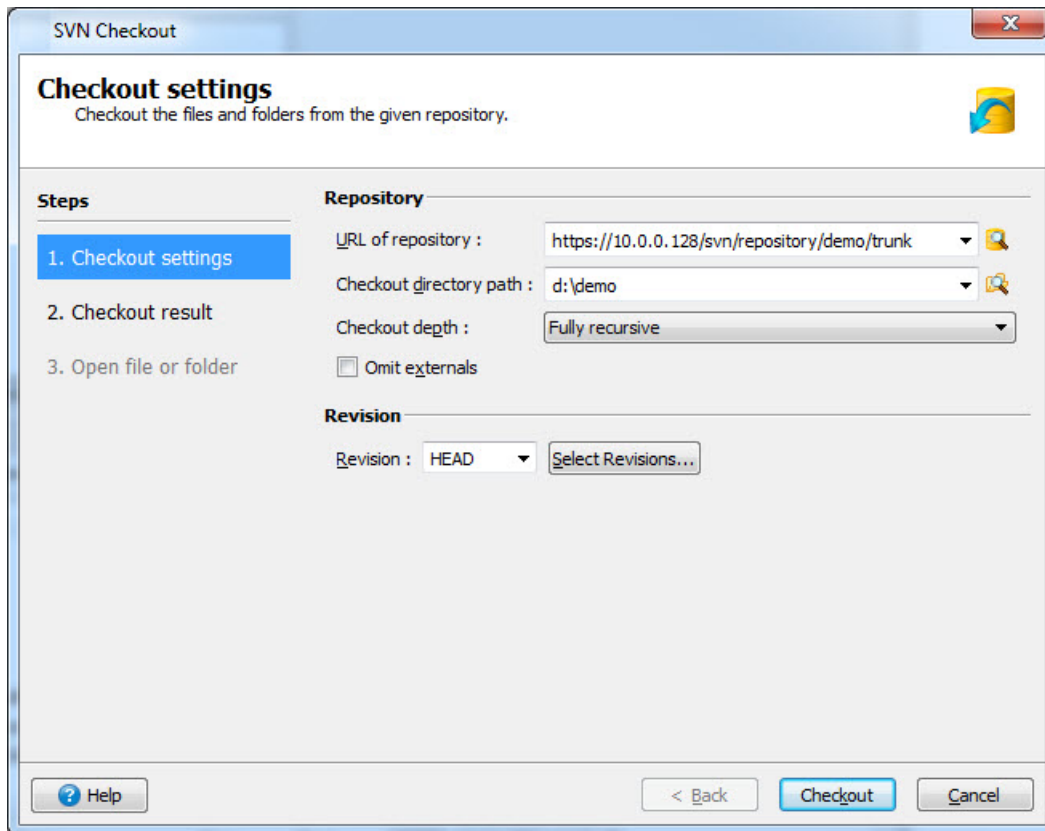 SVN Checkout
X
Checkout settings
Checkout the files and folders from the given repository.
Steps
1. Checkout settings
2. Checkout result
3. Open file or folder
Repository
URL of repository : https://10.0.0.128/svn/repository/demo/trunk
Checkout directory path : d:\demo
Checkout depth : Fully recursive
Omit externals
Revision
Revision : HEAD Select Revisions...
? Help < Back Checkout Cancel